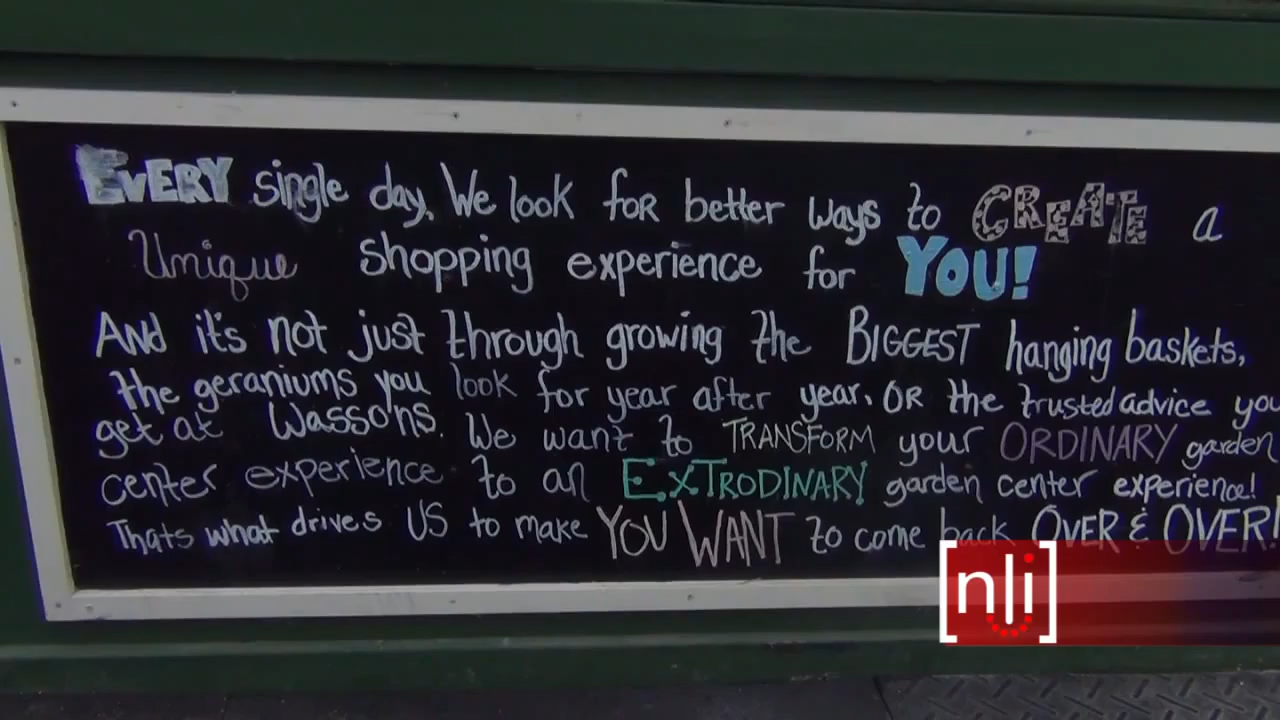 EVERY single day, We look foR better ways to CREATE a
Unique shopping experience for YOU!
AND it's not just through growing the BIGGEST hanging baskets,
the geraniums you look for year after year. OR the trusted advice you
get at Wasson's. We want to TRANSFORM your ORDINARY garden
center experience to an EXTRODINARY garden center experience!
Thats what drives US to make YOU WANT to come back OVER & OVER!
[nli]